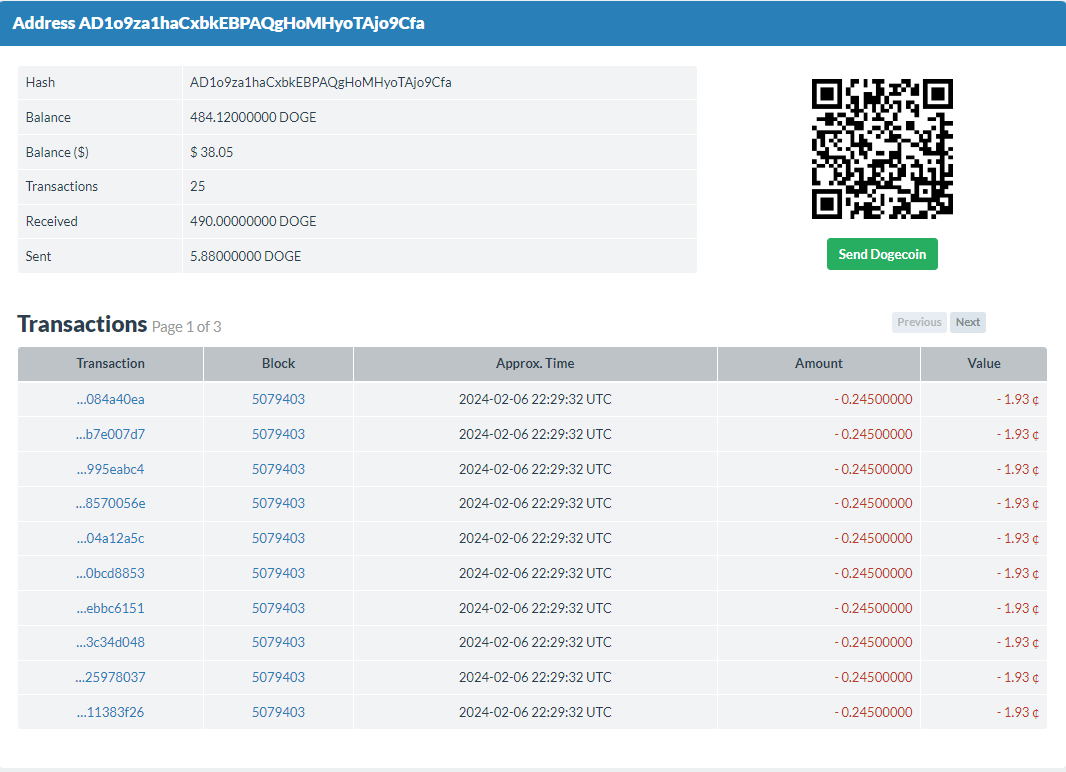 Address AD1o9za1haCxbkEBPAQgHoMHyoTAjo9Cfa
Hash AD1o9za1haCxbkEBPAQgHoMHyoTAjo9Cfa
Balance 484.12000000 DOGE
Balance ($) $ 38.05
Transactions 25
Received 490.00000000 DOGE
Sent 5.88000000 DOGE
Send Dogecoin
Transactions Page 1 of 3 Previous Next
Transaction Block Approx. Time Amount Value
...084a40ea 5079403 2024-02-06 22:29:32 UTC - 0.24500000 - 1.93 ¢
...b7e007d7 5079403 2024-02-06 22:29:32 UTC - 0.24500000 - 1.93 ¢
...995eabc4 5079403 2024-02-06 22:29:32 UTC - 0.24500000 - 1.93 ¢
...8570056e 5079403 2024-02-06 22:29:32 UTC - 0.24500000 - 1.93 ¢
...04a12a5c 5079403 2024-02-06 22:29:32 UTC - 0.24500000 - 1.93 ¢
...0bcd8853 5079403 2024-02-06 22:29:32 UTC - 0.24500000 - 1.93 ¢
...ebbc6151 5079403 2024-02-06 22:29:32 UTC - 0.24500000 - 1.93 ¢
...3c34d048 5079403 2024-02-06 22:29:32 UTC - 0.24500000 - 1.93 ¢
...25978037 5079403 2024-02-06 22:29:32 UTC - 0.24500000 - 1.93 ¢
...11383f26 5079403 2024-02-06 22:29:32 UTC - 0.24500000 - 1.93 ¢